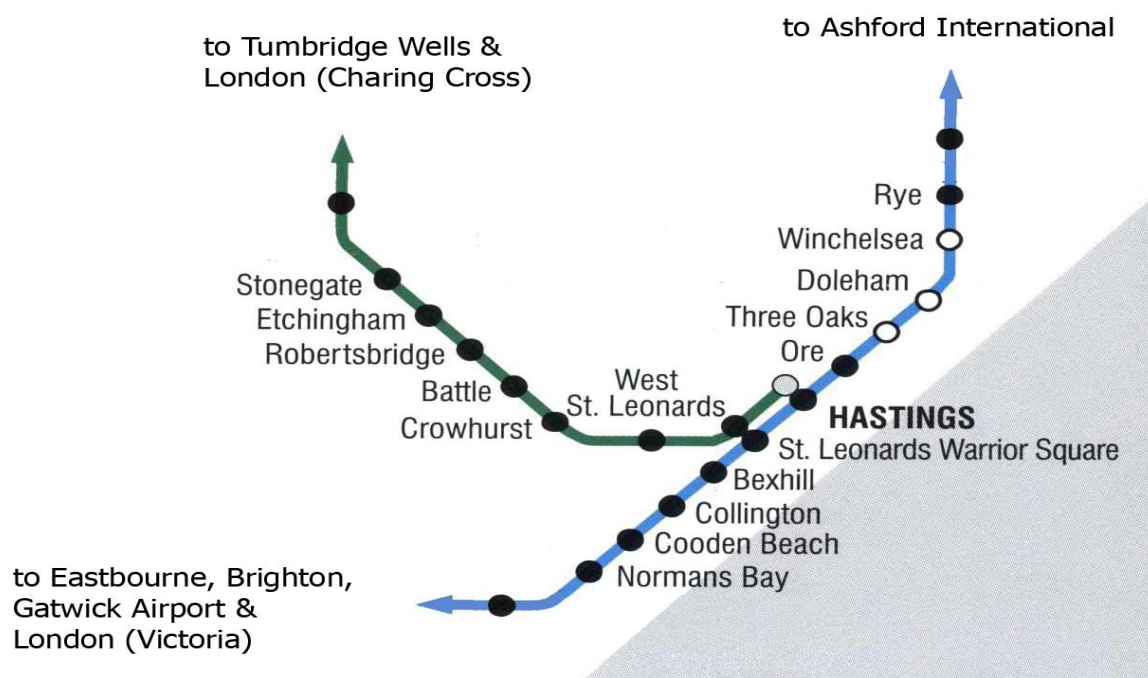 to Tumbridge Wells &
London (Charing Cross)
to Ashford International
Rye
Winchelsea
Doleham
Three Oaks
Ore
Stonegate
Etchingham
Robertsbridge
Battle
Crowhurst
West
St. Leonards
HASTINGS
St. Leonards Warrior Square
Bexhill
Collington
Cooden Beach
Normans Bay
to Eastbourne, Brighton,
Gatwick Airport &
London (Victoria)